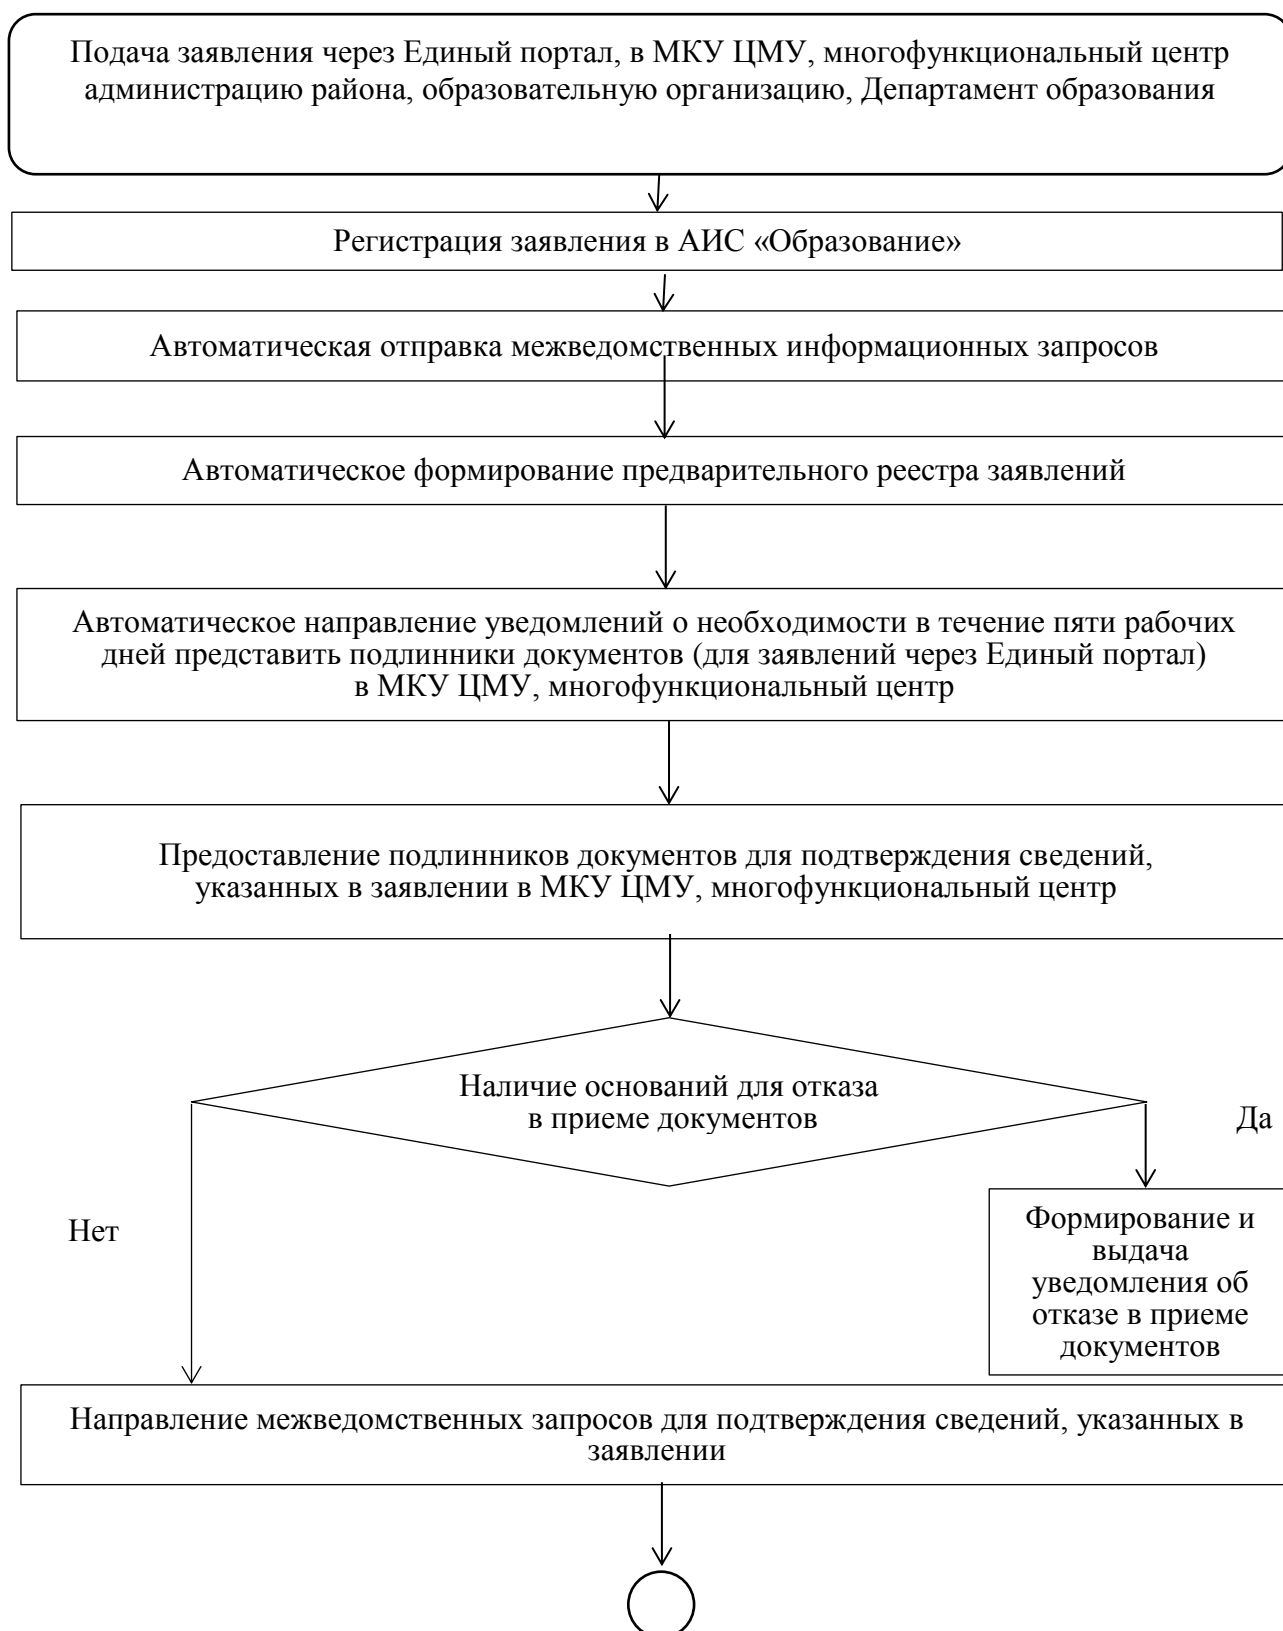 Подача заявления через Единый портал, в МКУ ЦМУ, многофункциональный центр
администрацию района, образовательную организацию, Департамент образования
Регистрация заявления в АИС «Образование»
Автоматическая отправка межведомственных информационных запросов
Автоматическое формирование предварительного реестра заявлений
Автоматическое направление уведомлений о необходимости в течение пяти рабочих
дней представить подлинники документов (для заявлений через Единый портал)
в МКУ ЦМУ, многофункциональный центр
Предоставление подлинников документов для подтверждения сведений,
указанных в заявлении в МКУ ЦМУ, многофункциональный центр
Наличие оснований для отказа
в приеме документов
Да
Нет
Формирование и
выдача
уведомления об
отказе в приеме
документов
Направление межведомственных запросов для подтверждения сведений, указанных в
заявлении